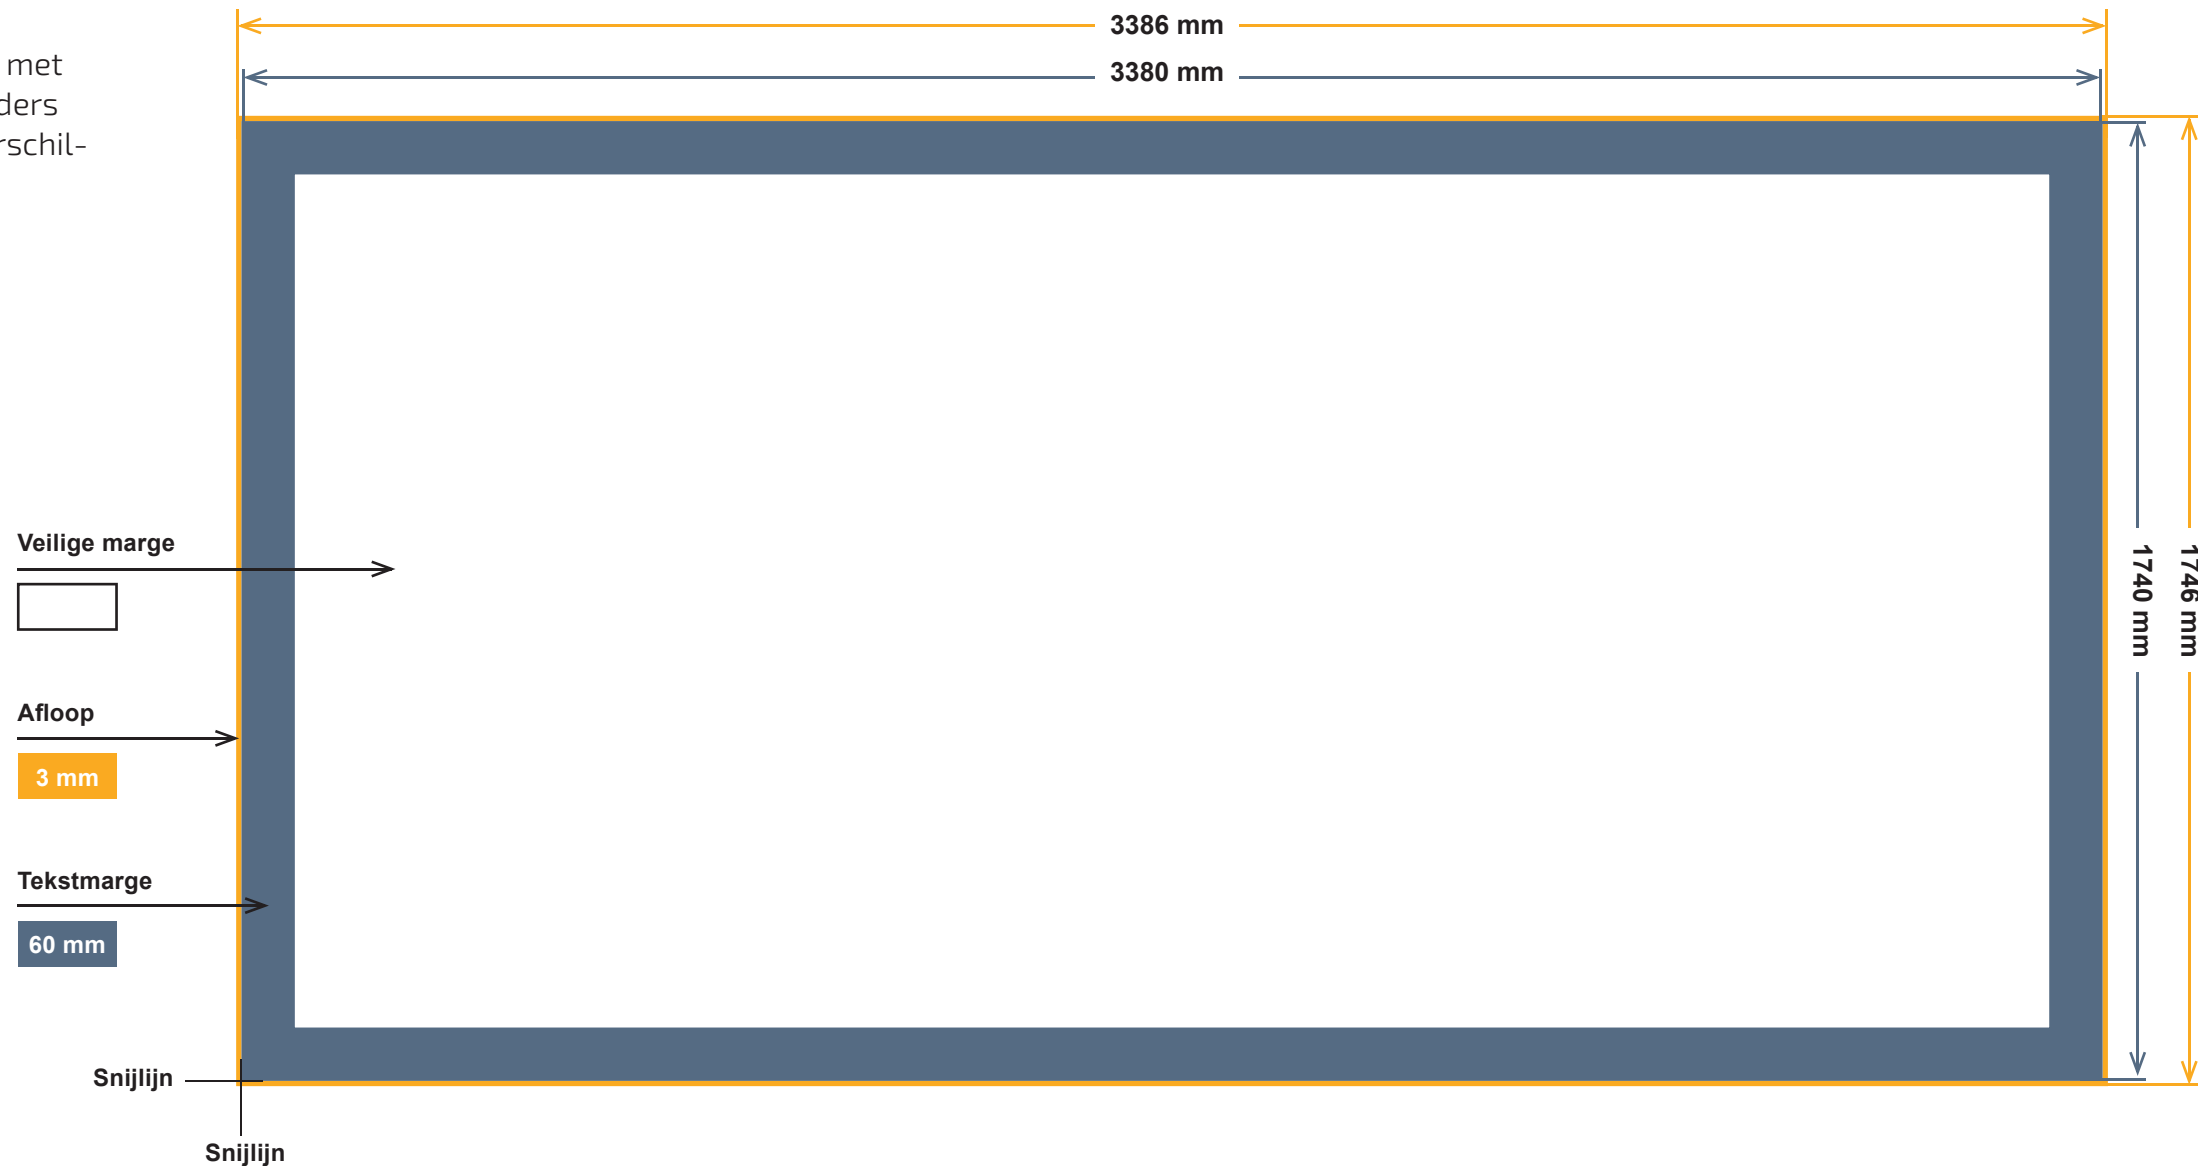 3386 mm
3380 mm
met
ders
rschil-
Veilige marge
Afloop
3 mm
Tekstmarge
60 mm
Snijlijn
Snijlijn
1740 mm
1746 mm